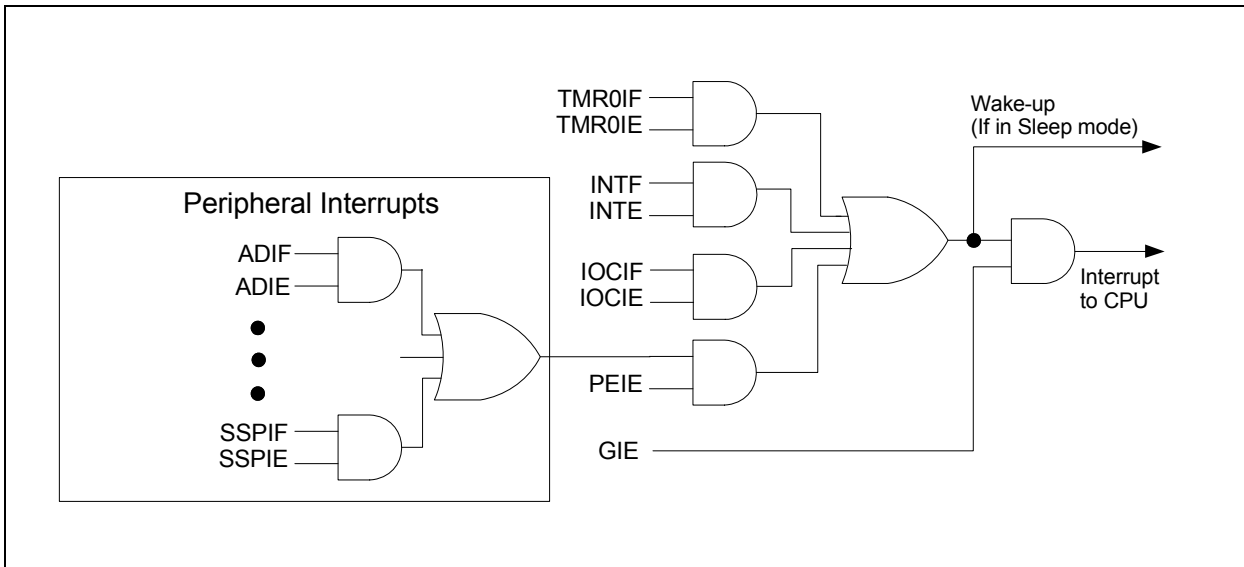 Peripheral Interrupts
ADIF
ADIE
SSPIF
SSPIE
TMR0IF
TMR0IE
INTF
INTE
IOCIF
IOCIE
PEIE
GIE
Wake-up
(If in Sleep mode)
Interrupt
to CPU